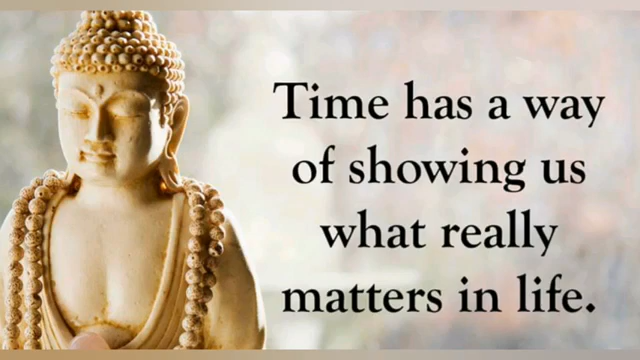 Time has a way
of showing us
what really
matters in life.